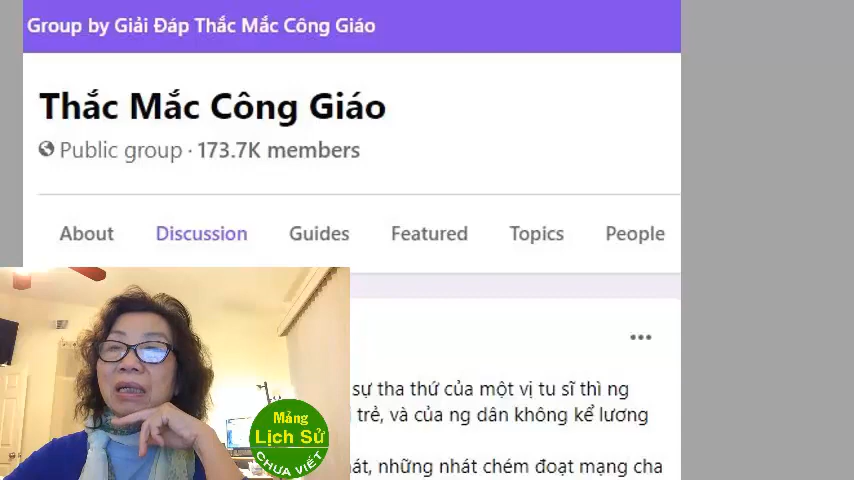 Group by Giải Đáp Thắc Mắc Công Giáo
Thắc Mắc Công Giáo
Public group · 173.7K members
About Discussion Guides Featured Topics People
sự tha thứ của một vị tu sĩ thì ng
trẻ, và của ng dân không kể lương
át, những nhát chém đoạt mạng cha
Mảng
Lịch Sử
CHƯA VIẾT